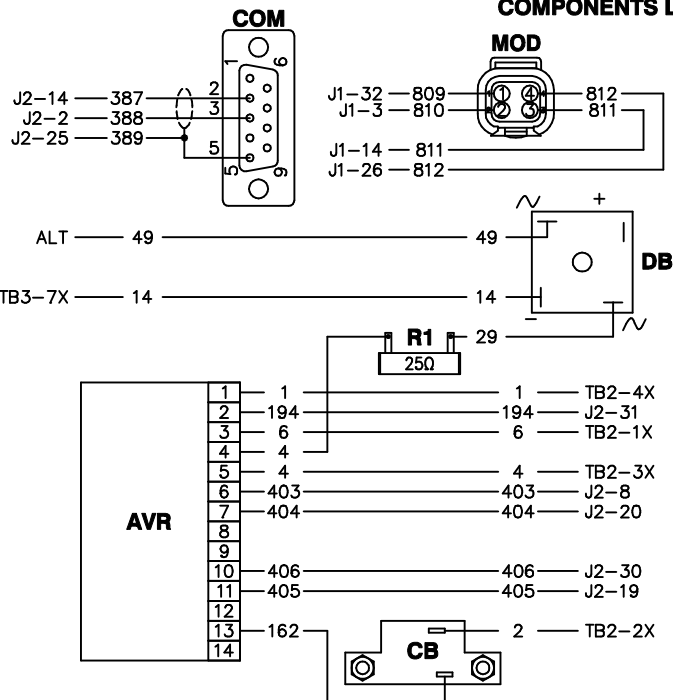 COMPONENTS L
COM
MOD
1 6
J2-14 387 2
J2-2 388 3
J2-25 389
5
5 9
J1-32 809 1 4 812
J1-3 810 2 3 811
J1-14 811
J1-26 812
+
ALT 49 49
DB
TB3-7X 14 14
-
R1 29
25Ω
AVR
1 1 1 TB2-4X
2 194 194 J2-31
3 6 6 TB2-1X
4 4
5 4 4 TB2-3X
6 403 403 J2-8
7 404 404 J2-20
8
9
10 406 406 J2-30
11 405 405 J2-19
12
13 162 2 TB2-2X
14
CB